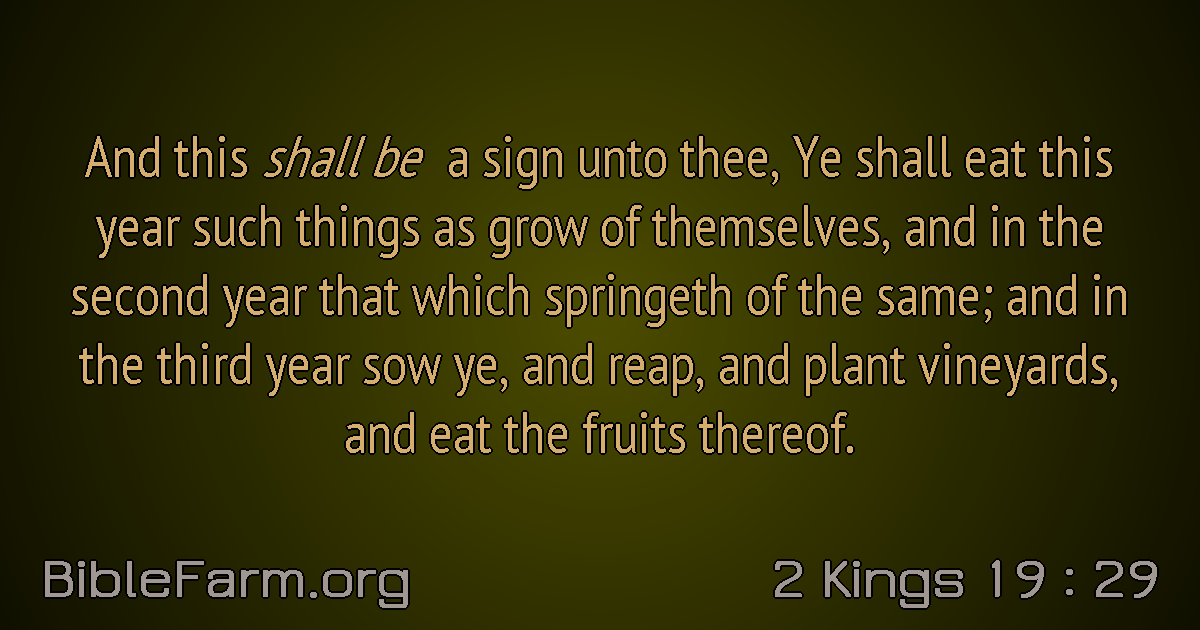 And this shall be a sign unto thee, Ye shall eat this
year such things as grow of themselves, and in the
second year that which springeth of the same; and in
the third year sow ye, and reap, and plant vineyards,
and eat the fruits thereof.
BibleFarm.org
2 Kings 19 : 29